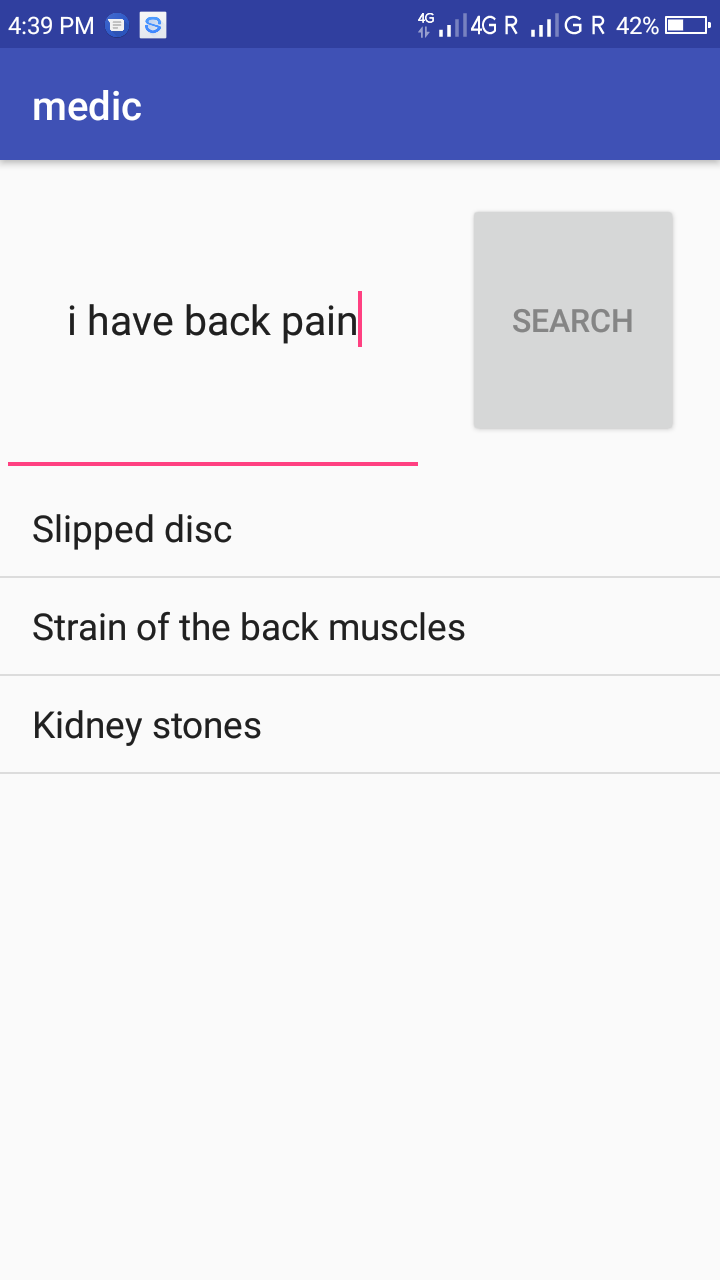 4:39 PM 4G 4G R G R 42%
medic
i have back pain
SEARCH
Slipped disc
Strain of the back muscles
Kidney stones